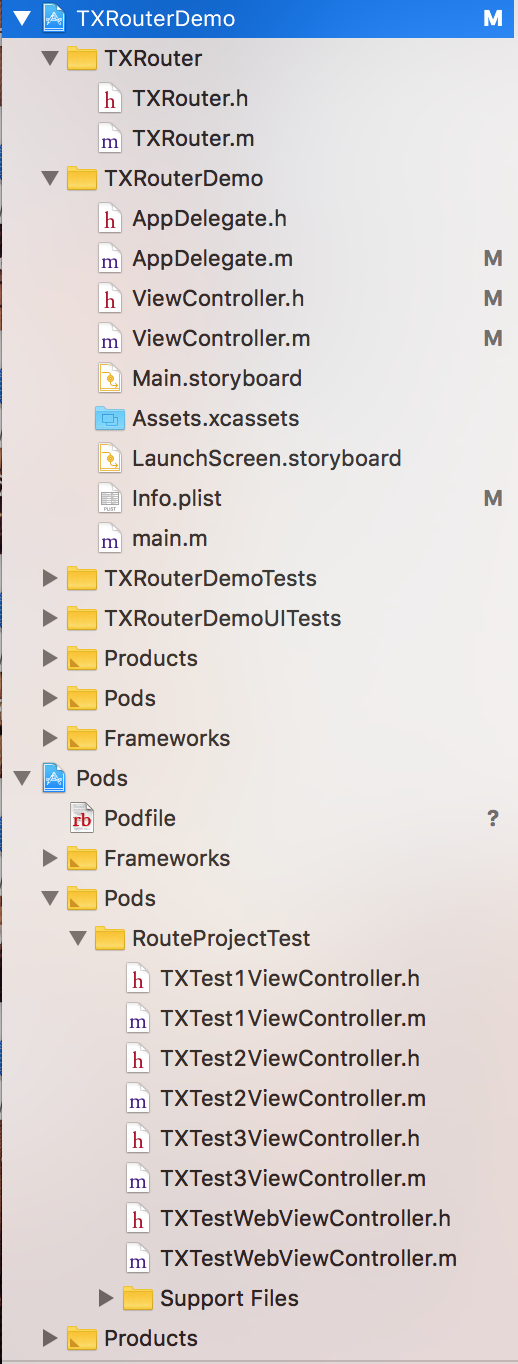 TXRouterDemo M
TXRouter
h TXRouter.h
m TXRouter.m
TXRouterDemo
h AppDelegate.h
m AppDelegate.m M
h ViewController.h M
m ViewController.m M
Main.storyboard
Assets.xcassets
LaunchScreen.storyboard
PLIST Info.plist M
m main.m
TXRouterDemoTests
TXRouterDemoUITests
Products
Pods
Frameworks
Pods
rb Podfile ?
Frameworks
Pods
RouteProjectTest
h TXTest1ViewController.h
m TXTest1ViewController.m
h TXTest2ViewController.h
m TXTest2ViewController.m
h TXTest3ViewController.h
m TXTest3ViewController.m
h TXTestWebViewController.h
m TXTestWebViewController.m
Support Files
Products